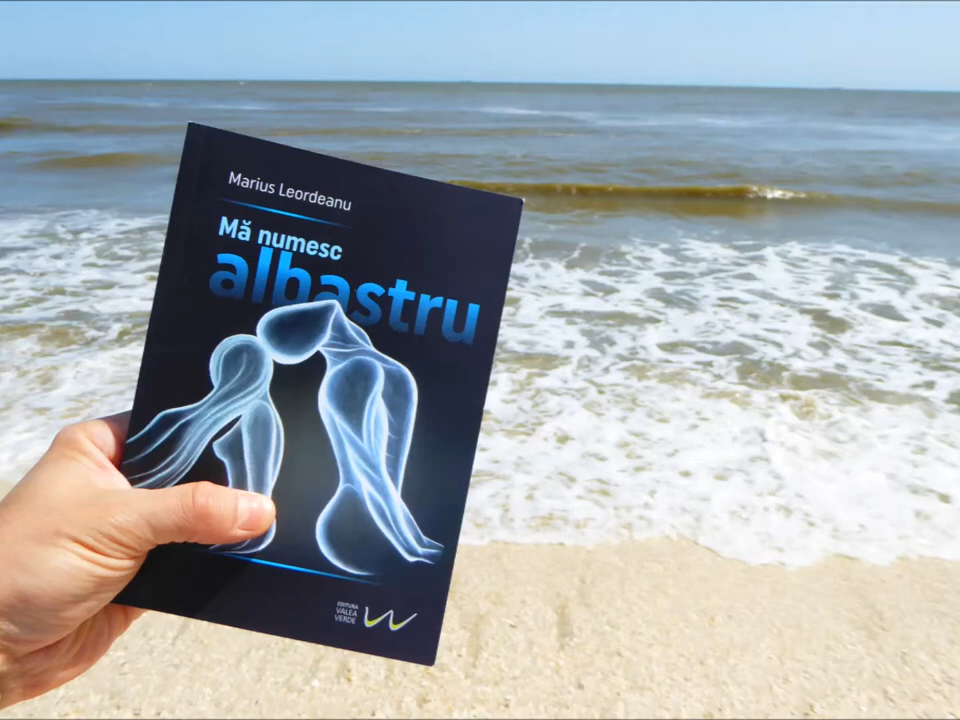 Marius Leordeanu
Mă numesc
albastru
EDITURA
VALEA
VERDE